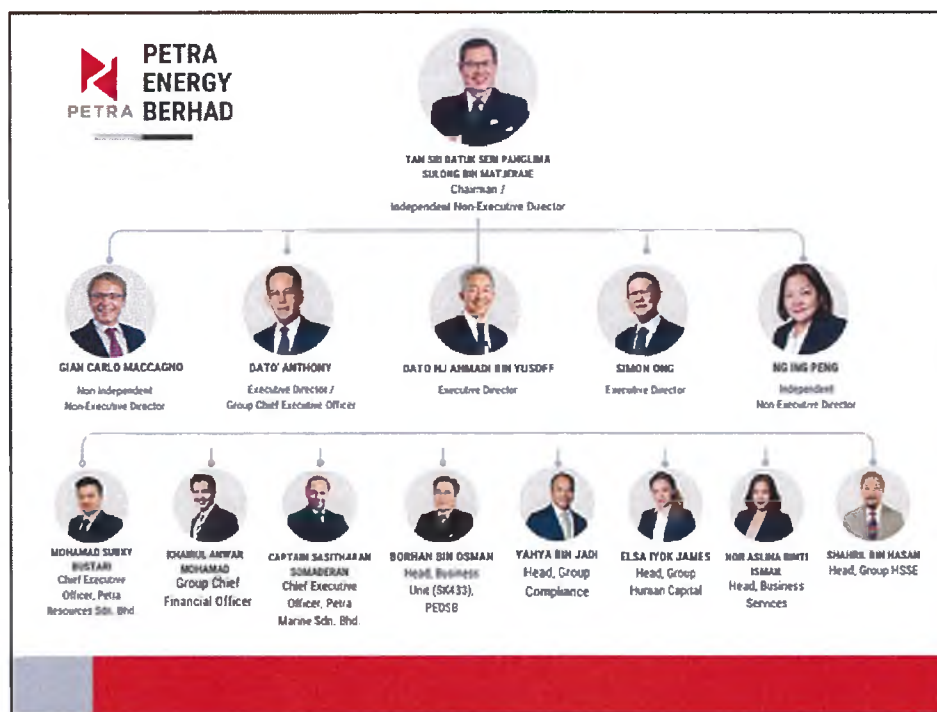 PETRA
ENERGY
BERHAD
PETRA
TAN SRI DATUK SERI PANGLIMA
SULONG BIN MATJERAIE
Chairman /
Independent Non-Executive Director
GIAN CARLO MACCAGNO
Non Independent
Non-Executive Director
DATO' ANTHONY
Executive Director /
Group Chief Executive Officer
DATO HJ AHMADI BIN YUSOFF
Executive Director
SIMON ONG
Executive Director
NG ING PENG
Independent
Non Executive Director
MOHAMAD SUBKY
BUSTARI
Chief Executive
Officer, Petra
Resources Sdn. Bhd
KHAIRUL ANWAR
MOHAMAD
Group Chief
Financial Officer
CAPTAIN SASITHARAN
SOMADERAN
Chief Executive
Officer, Petra
Marine Sdn. Bhd.
BORHAN BIN OSMAN
Head, Business
Unit (SK433),
PEDSB
YAHYA BIN JADI
Head, Group
Compliance
ELSA IYOK JAMES
Head, Group
Human Capital
NOR ASLINA BINTI
ISMAIL
Head, Business
Services
SHAHRIL BIN HASAN
Head, Group HSSE